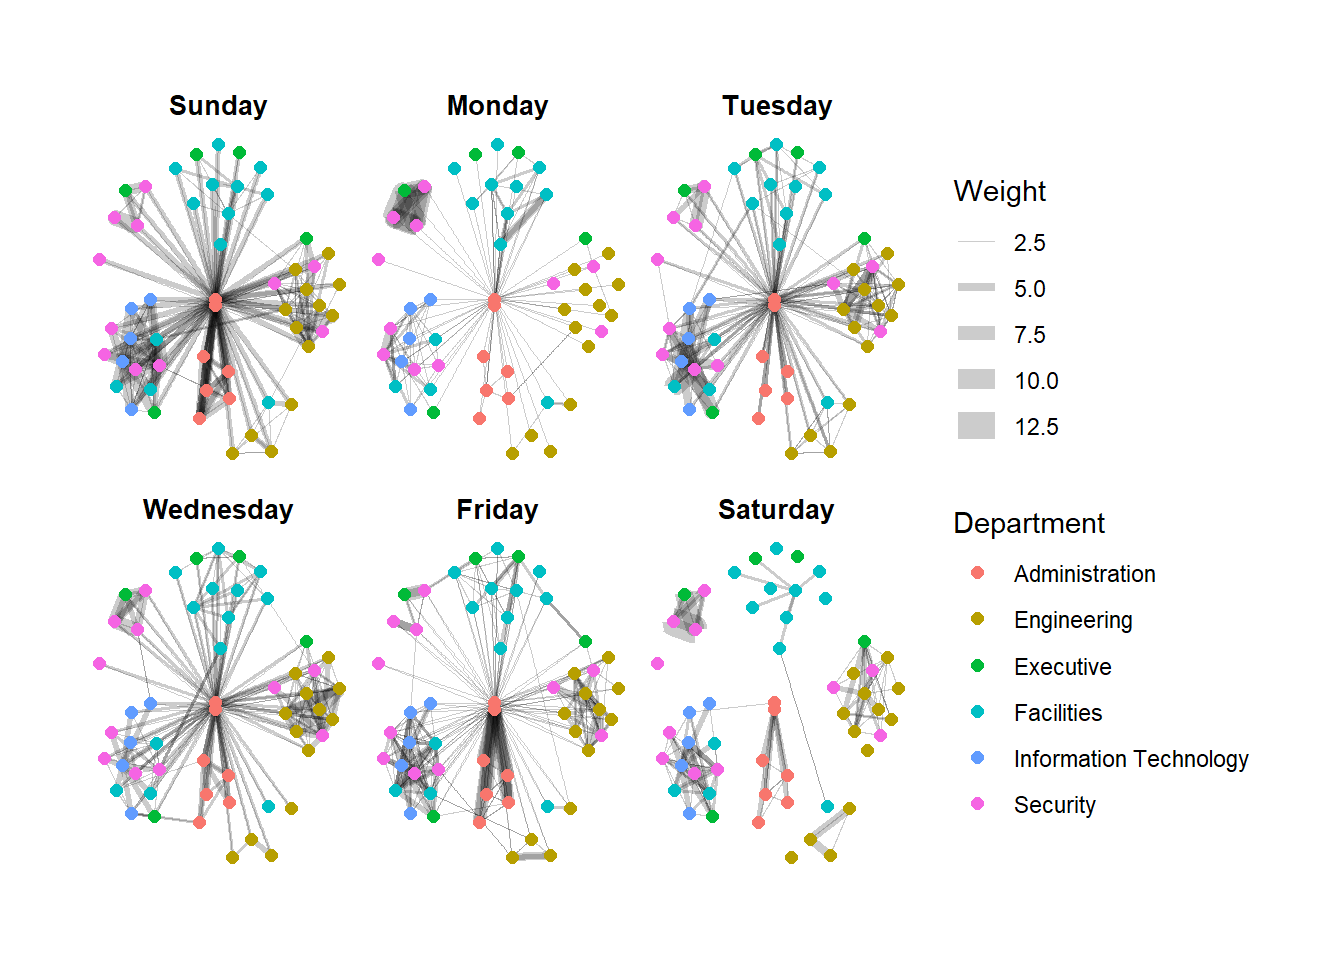 Sunday
Monday
Tuesday
Wednesday
Friday
Saturday
Weight
2.5
5.0
7.5
10.0
12.5
Department
Administration
Engineering
Executive
Facilities
Information Technology
Security